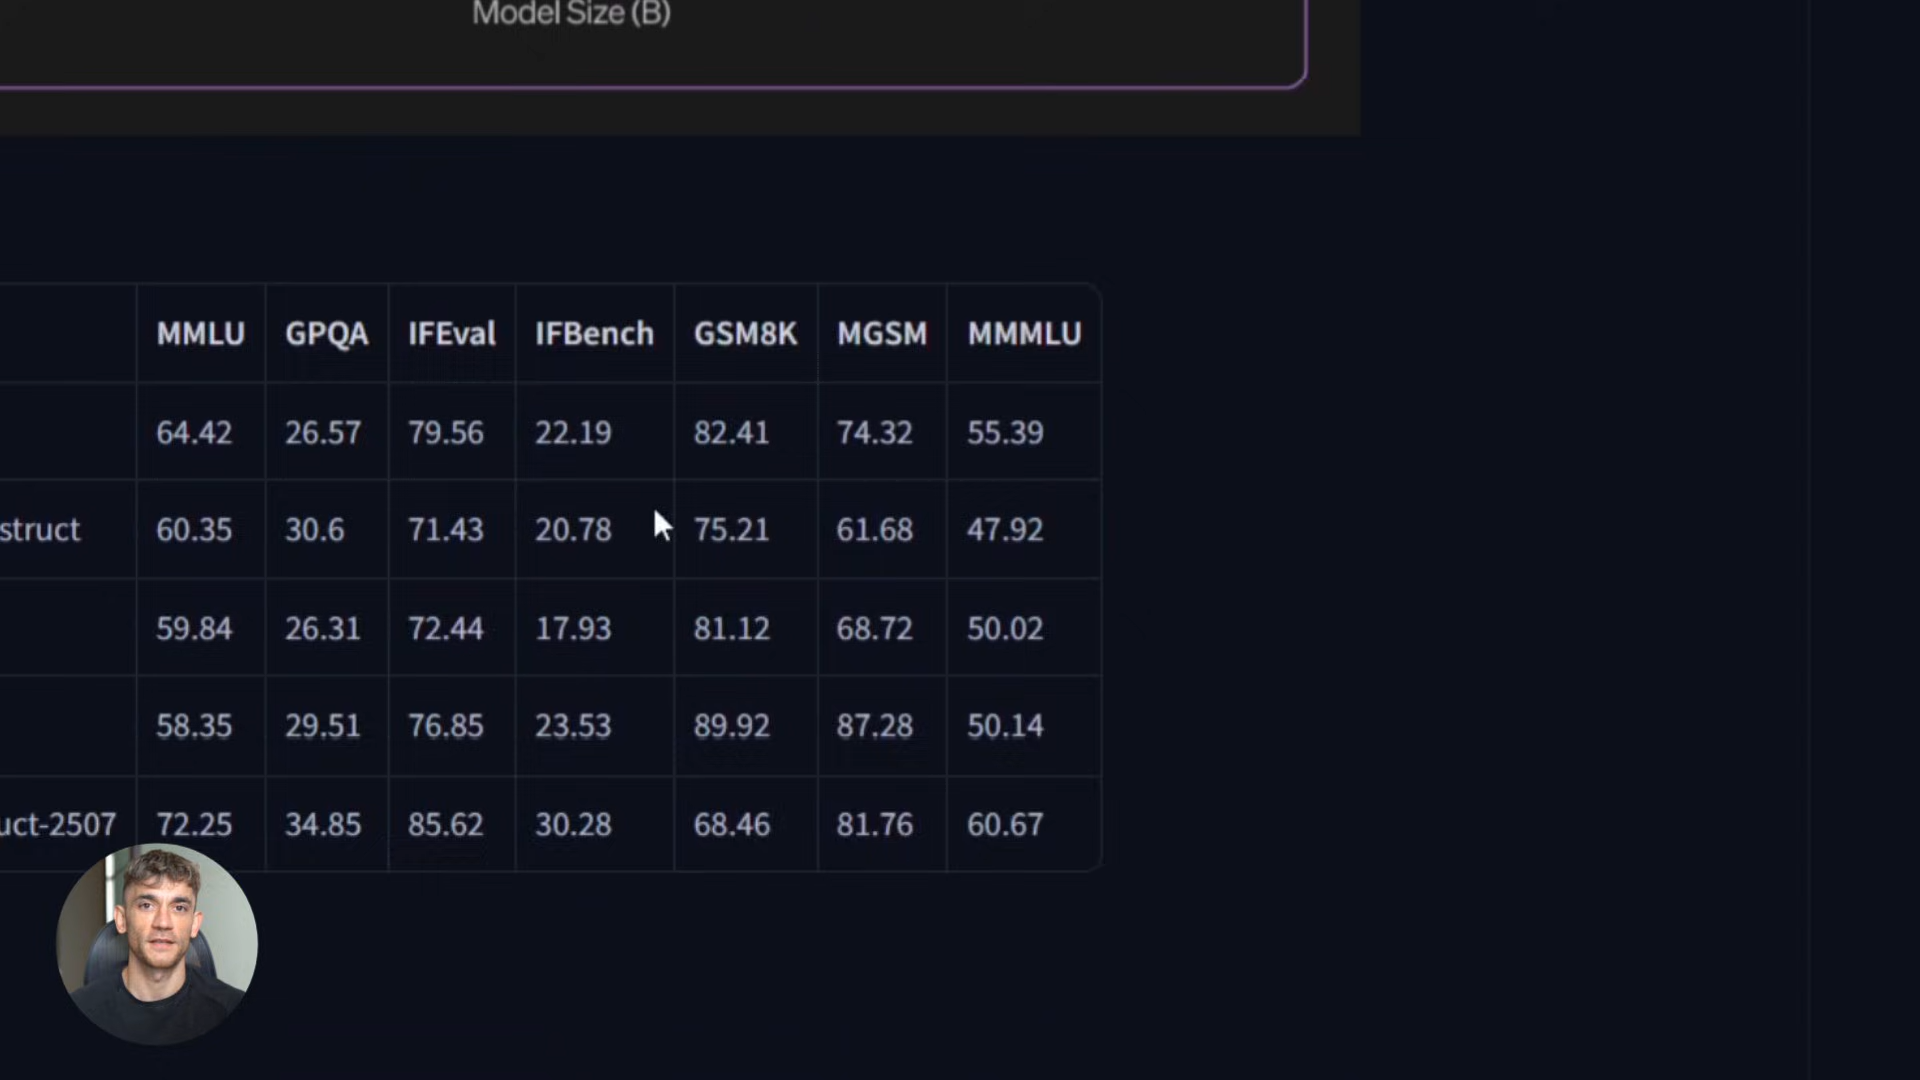 Model Size (B)
MMLU GPQA IFEval IFBench GSM8K MGSM MMMLU
64.42 26.57 79.56 22.19 82.41 74.32 55.39
struct 60.35 30.6 71.43 20.78 75.21 61.68 47.92
59.84 26.31 72.44 17.93 81.12 68.72 50.02
58.35 29.51 76.85 23.53 89.92 87.28 50.14
uct-2507 72.25 34.85 85.62 30.28 68.46 81.76 60.67